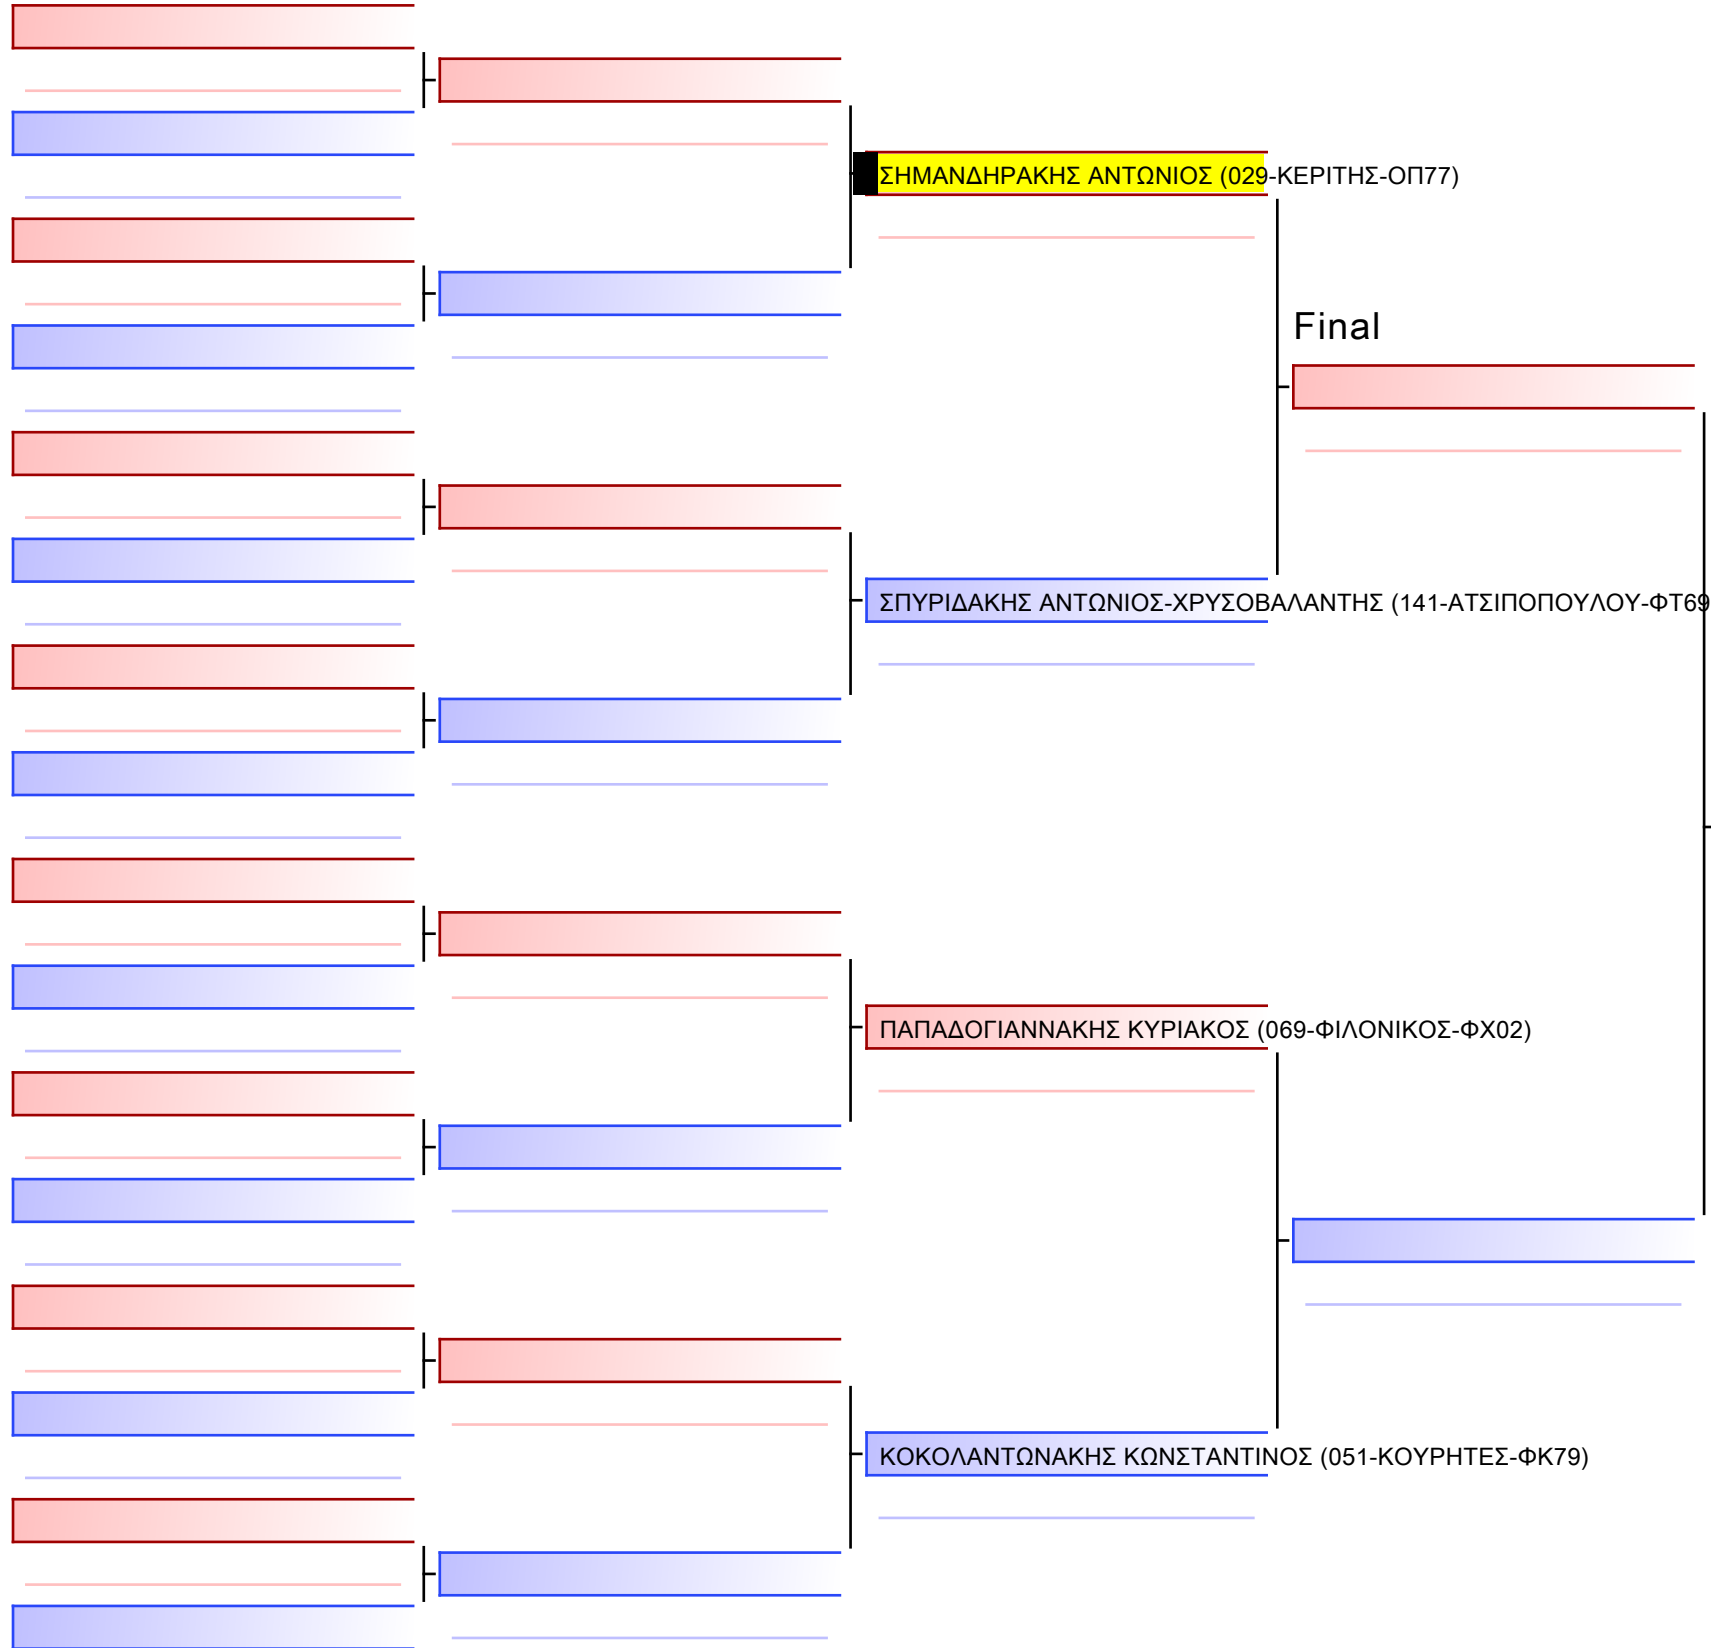 ΣΗΜΑΝΔΗΡΑΚΗΣ ΑΝΤΩΝΙΟΣ (029-ΚΕΡΙΤΗΣ-ΟΠ77)
Final
ΣΠΥΡΙΔΑΚΗΣ ΑΝΤΩΝΙΟΣ-ΧΡΥΣΟΒΑΛΑΝΤΗΣ (141-ΑΤΣΙΠΟΠΟΥΛΟΥ-ΦΤ69
ΠΑΠΑΔΟΓΙΑΝΝΑΚΗΣ ΚΥΡΙΑΚΟΣ (069-ΦΙΛΟΝΙΚΟΣ-ΦΧ02)
ΚΟΚΟΛΑΝΤΩΝΑΚΗΣ ΚΩΝΣΤΑΝΤΙΝΟΣ (051-ΚΟΥΡΗΤΕΣ-ΦΚ79)